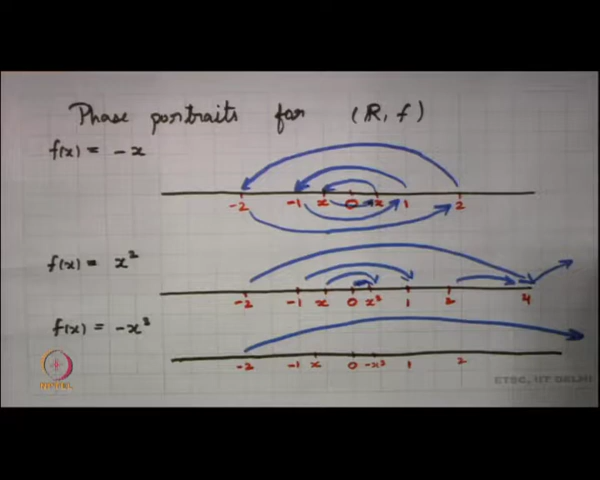 Phase portraits for (R, f)
f(x) = -x
-2 -1 x 0 -x 1 2
f(x) = x²
-2 -1 x 0 x² 1 2 4
f(x) = -x³
-2 -1 x 0 -x³ 1 2
NPTEL
ETSC, IIT DELHI